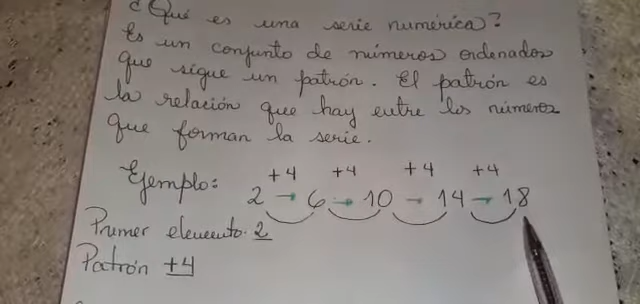 ¿Qué es una serie numérica?
Es un conjunto de números ordenados
que sigue un patrón. El patrón es
la relación que hay entre los números
que forman la serie.
+4 +4 +4 +4
Ejemplo: 2 → 6 → 10 → 14 → 18
Primer elemento: 2
Patrón +4